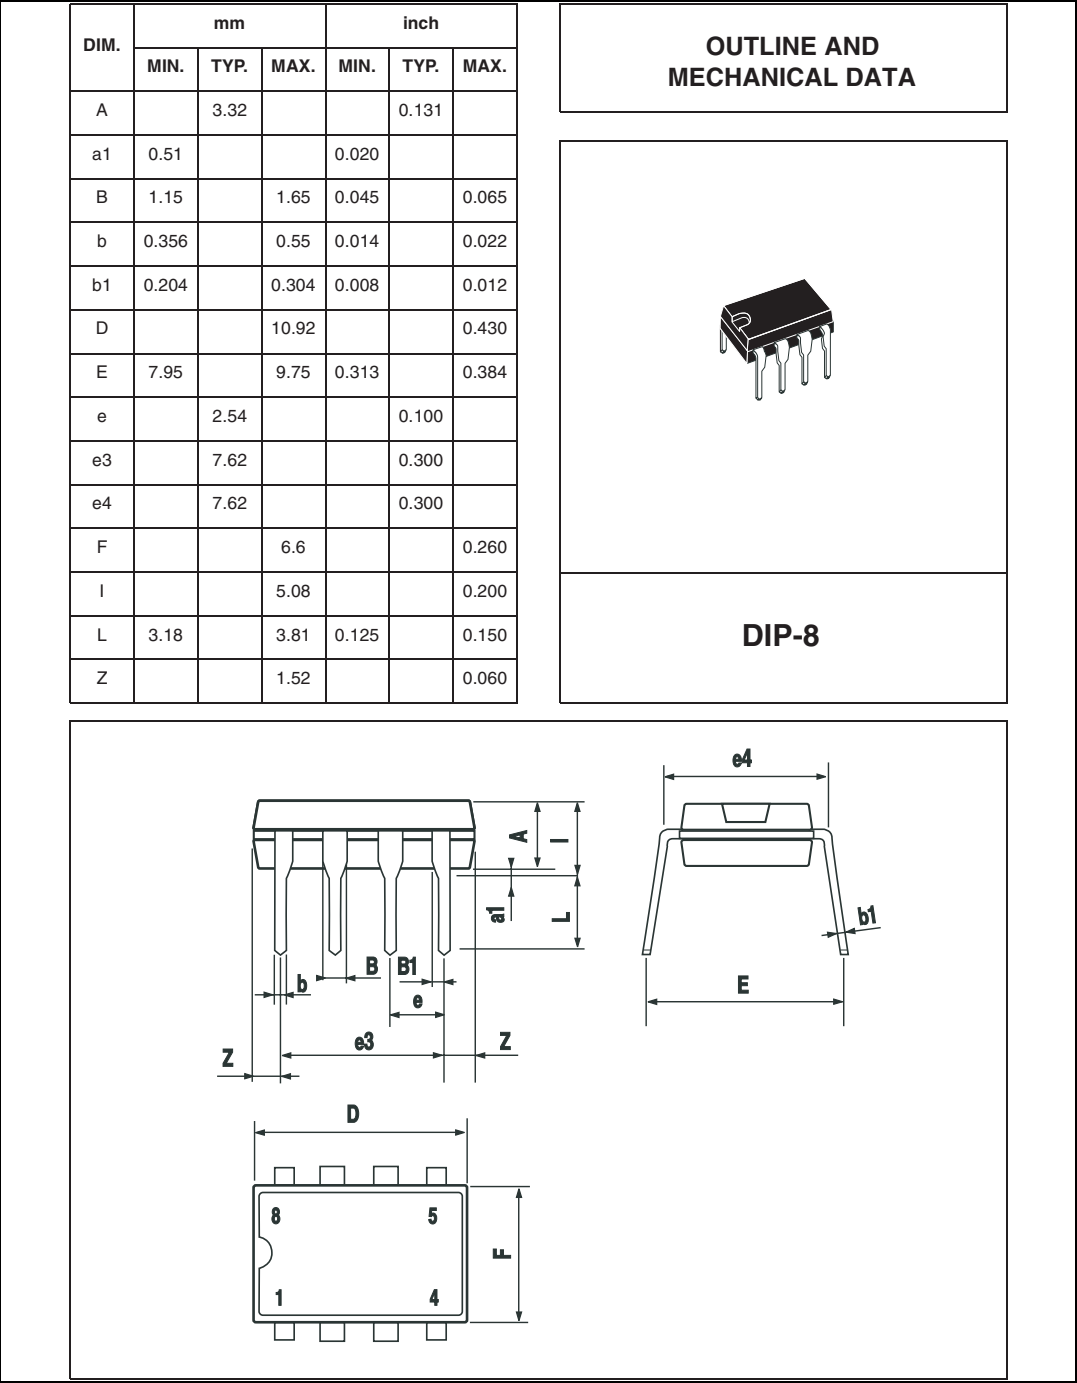 DIM. mm inch
MIN. TYP. MAX. MIN. TYP. MAX.
A 3.32 0.131
a1 0.51 0.020
B 1.15 1.65 0.045 0.065
b 0.356 0.55 0.014 0.022
b1 0.204 0.304 0.008 0.012
D 10.92 0.430
E 7.95 9.75 0.313 0.384
e 2.54 0.100
e3 7.62 0.300
e4 7.62 0.300
F 6.6 0.260
I 5.08 0.200
L 3.18 3.81 0.125 0.150
Z 1.52 0.060
OUTLINE AND
MECHANICAL DATA
DIP-8
e4
A I
a1 L b1
b B B1 E
e
Z e3 Z
D
8 5
F
1 4